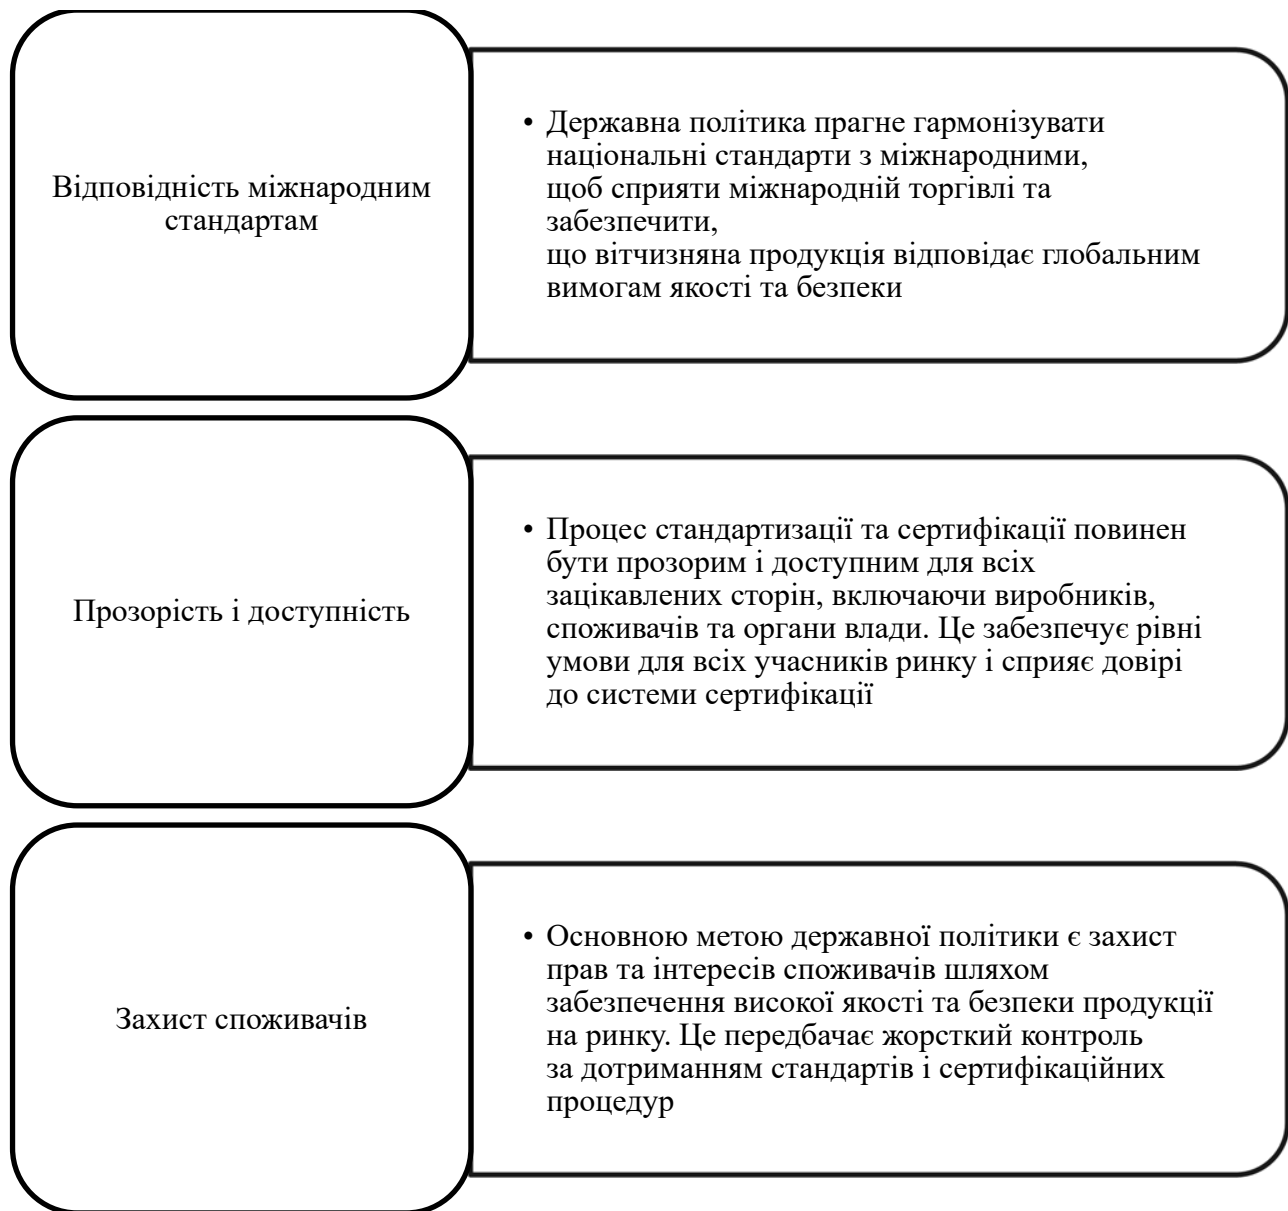 Відповідність міжнародним
стандартам
• Державна політика прагне гармонізувати
національні стандарти з міжнародними,
щоб сприяти міжнародній торгівлі та
забезпечити,
що вітчизняна продукція відповідає глобальним
вимогам якості та безпеки
Прозорість і доступність
• Процес стандартизації та сертифікації повинен
бути прозорим і доступним для всіх
зацікавлених сторін, включаючи виробників,
споживачів та органи влади. Це забезпечує рівні
умови для всіх учасників ринку і сприяє довірі
до системи сертифікації
Захист споживачів
• Основною метою державної політики є захист
прав та інтересів споживачів шляхом
забезпечення високої якості та безпеки продукції
на ринку. Це передбачає жорсткий контроль
за дотриманням стандартів і сертифікаційних
процедур